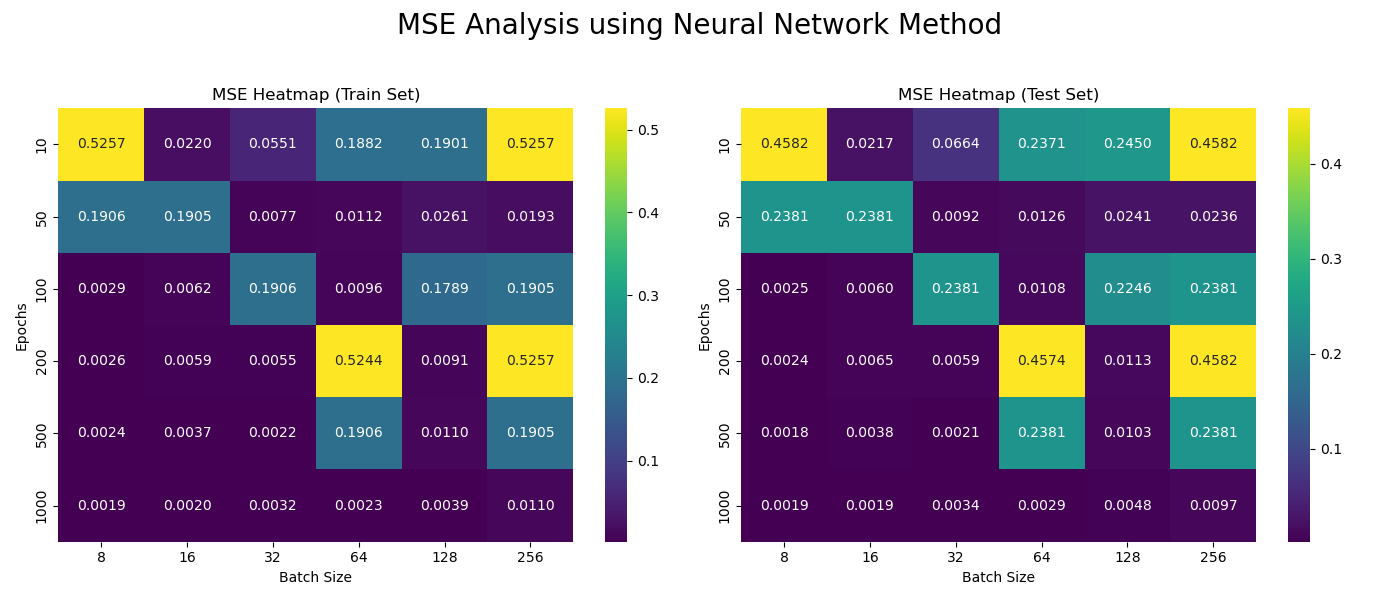 MSE Analysis using Neural Network Method
MSE Heatmap (Train Set)
Epochs
10 0.5257 0.0220 0.0551 0.1882 0.1901 0.5257
50 0.1906 0.1905 0.0077 0.0112 0.0261 0.0193
100 0.0029 0.0062 0.1906 0.0096 0.1789 0.1905
200 0.0026 0.0059 0.0055 0.5244 0.0091 0.5257
500 0.0024 0.0037 0.0022 0.1906 0.0110 0.1905
1000 0.0019 0.0020 0.0032 0.0023 0.0039 0.0110
8 16 32 64 128 256
Batch Size
0.5
0.4
0.3
0.2
0.1
MSE Heatmap (Test Set)
Epochs
10 0.4582 0.0217 0.0664 0.2371 0.2450 0.4582
50 0.2381 0.2381 0.0092 0.0126 0.0241 0.0236
100 0.0025 0.0060 0.2381 0.0108 0.2246 0.2381
200 0.0024 0.0065 0.0059 0.4574 0.0113 0.4582
500 0.0018 0.0038 0.0021 0.2381 0.0103 0.2381
1000 0.0019 0.0019 0.0034 0.0029 0.0048 0.0097
8 16 32 64 128 256
Batch Size
0.4
0.3
0.2
0.1